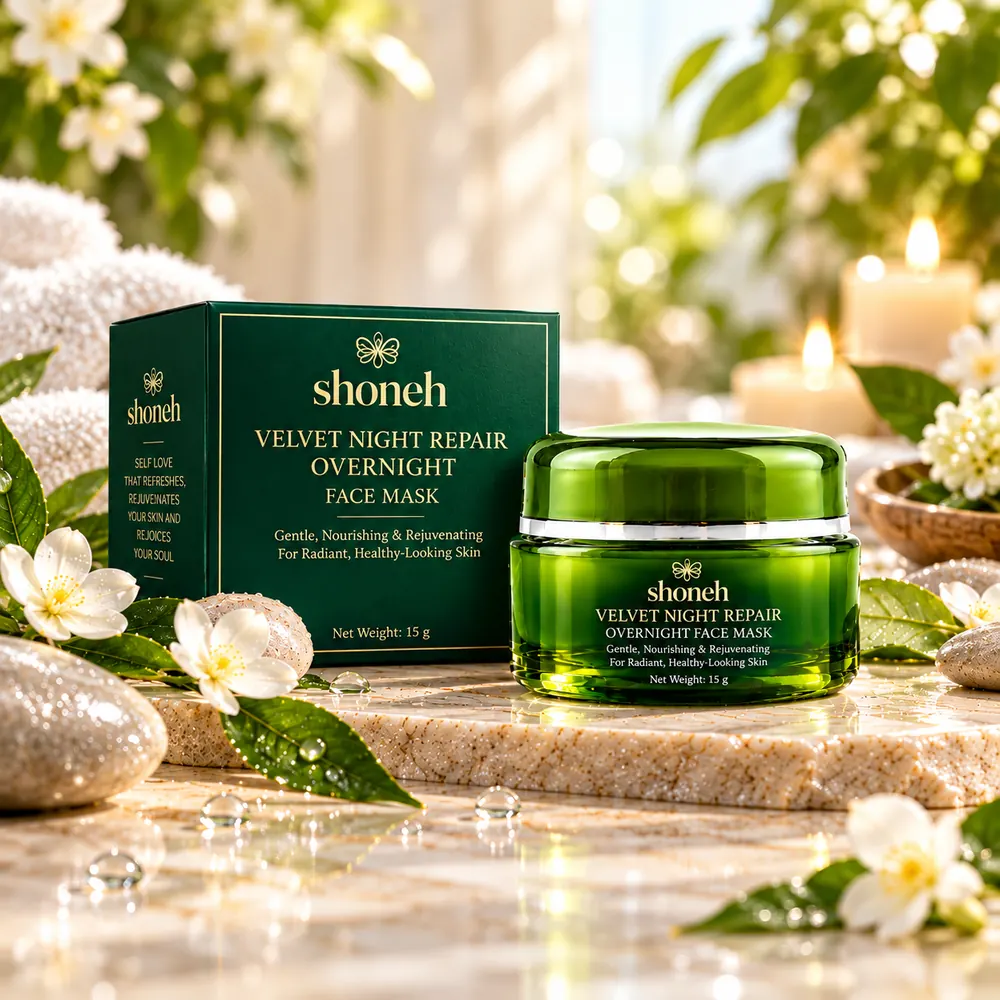 shoneh
SELF LOVE
THAT REFRESHES,
REJUVENATES
YOUR SKIN AND
REJOICES
YOUR SOUL
shoneh
VELVET NIGHT REPAIR
OVERNIGHT
FACE MASK
Gentle, Nourishing & Rejuvenating
For Radiant, Healthy-Looking Skin
Net Weight: 15 g
shoneh
VELVET NIGHT REPAIR
OVERNIGHT FACE MASK
Gentle, Nourishing & Rejuvenating
For Radiant, Healthy-Looking Skin
Net Weight: 15 g